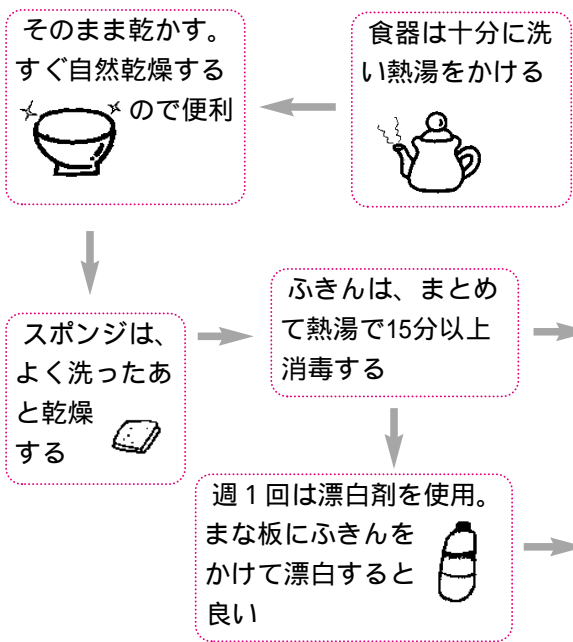 食器は十分に洗
い熱湯をかける
そのまま乾かす。
すぐ自然乾燥する
ので便利
スポンジは、
よく洗ったあ
と乾燥
する
ふきんは、まとめ
て熱湯で15分以上
消毒する
週1回は漂白剤を使用。
まな板にふきんを
かけて漂白すると
良い